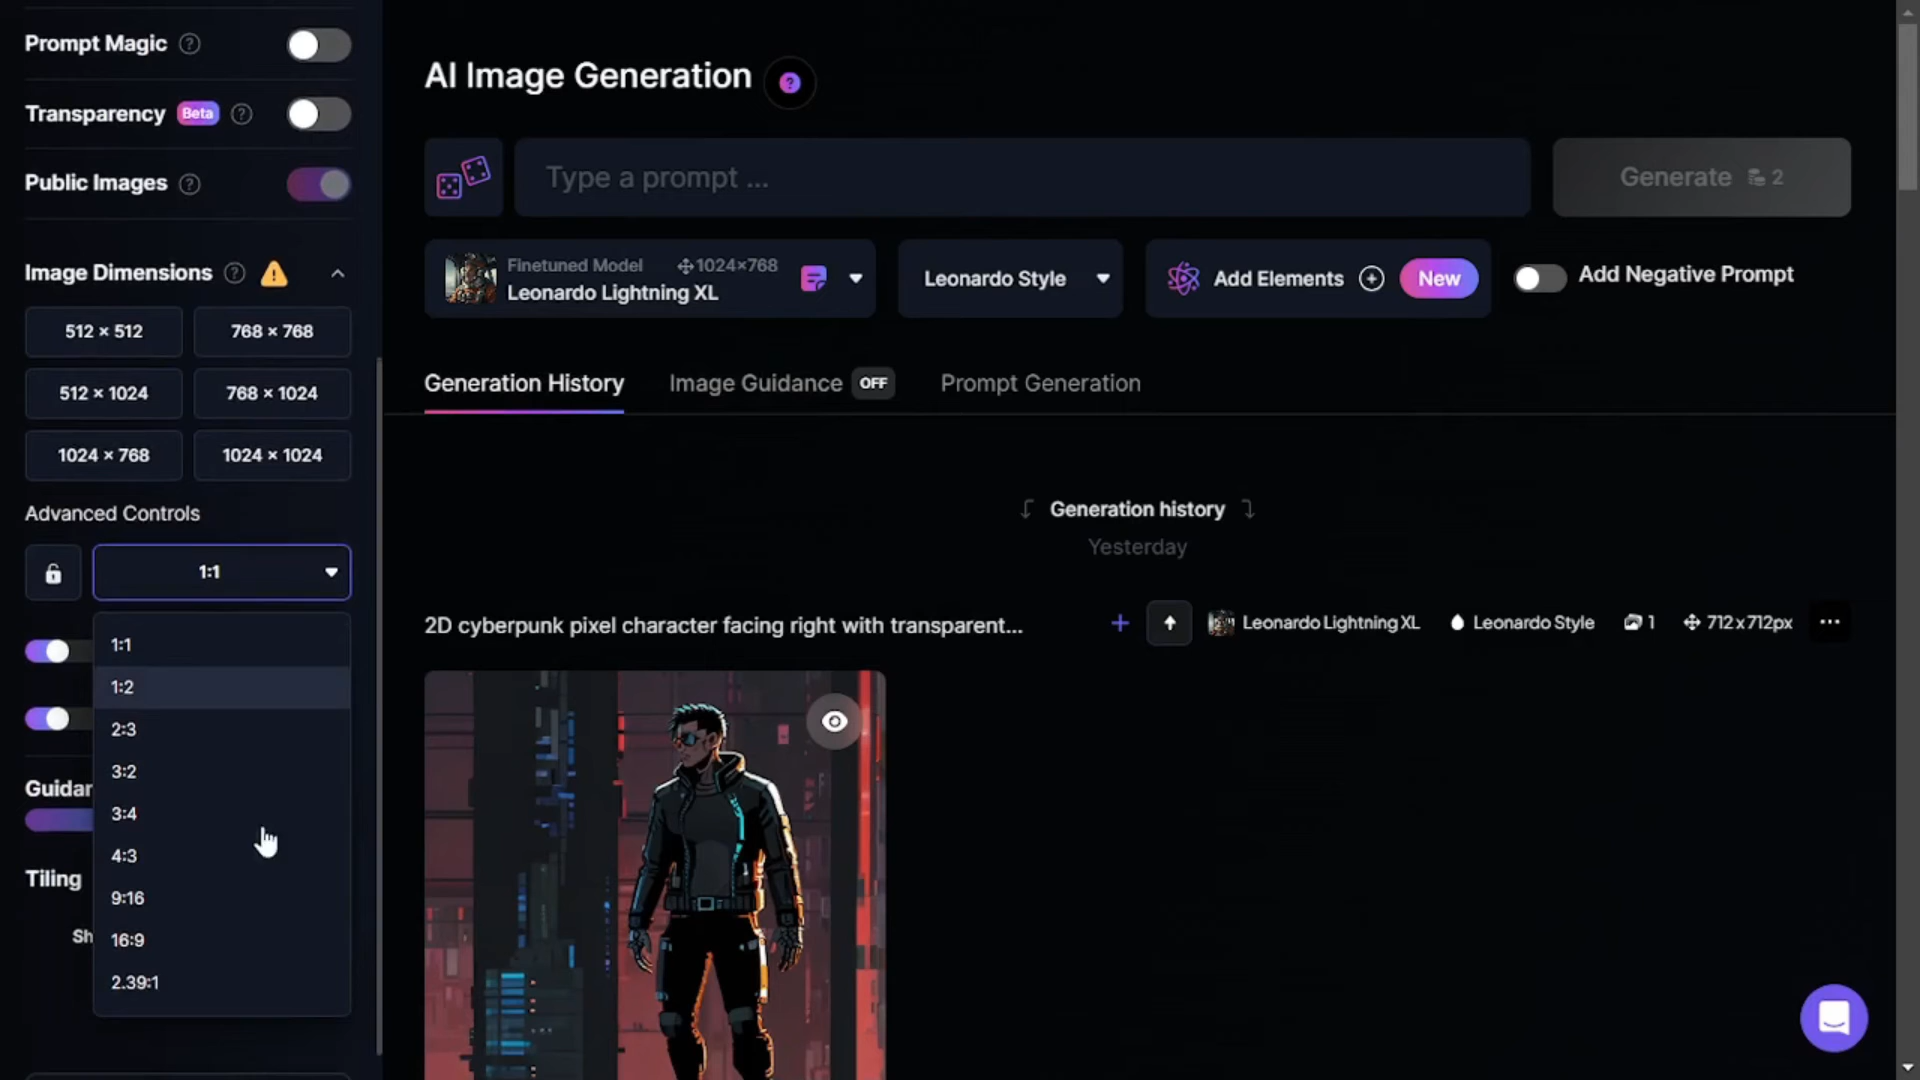 Prompt Magic
Transparency Beta
Public Images
Image Dimensions
512 × 512
768 × 768
512 × 1024
768 × 1024
1024 × 768
1024 × 1024
Advanced Controls
1:1
1:1
1:2
2:3
3:2
3:4
4:3
9:16
16:9
2.39:1
Guidan
Tiling
Sh
AI Image Generation ?
Type a prompt ...
Generate 2
Finetuned Model 1024×768
Leonardo Lightning XL
Leonardo Style
Add Elements New
Add Negative Prompt
Generation History
Image Guidance OFF
Prompt Generation
Generation history
Yesterday
2D cyberpunk pixel character facing right with transparent...
Leonardo Lightning XL
Leonardo Style
1
712 x 712px